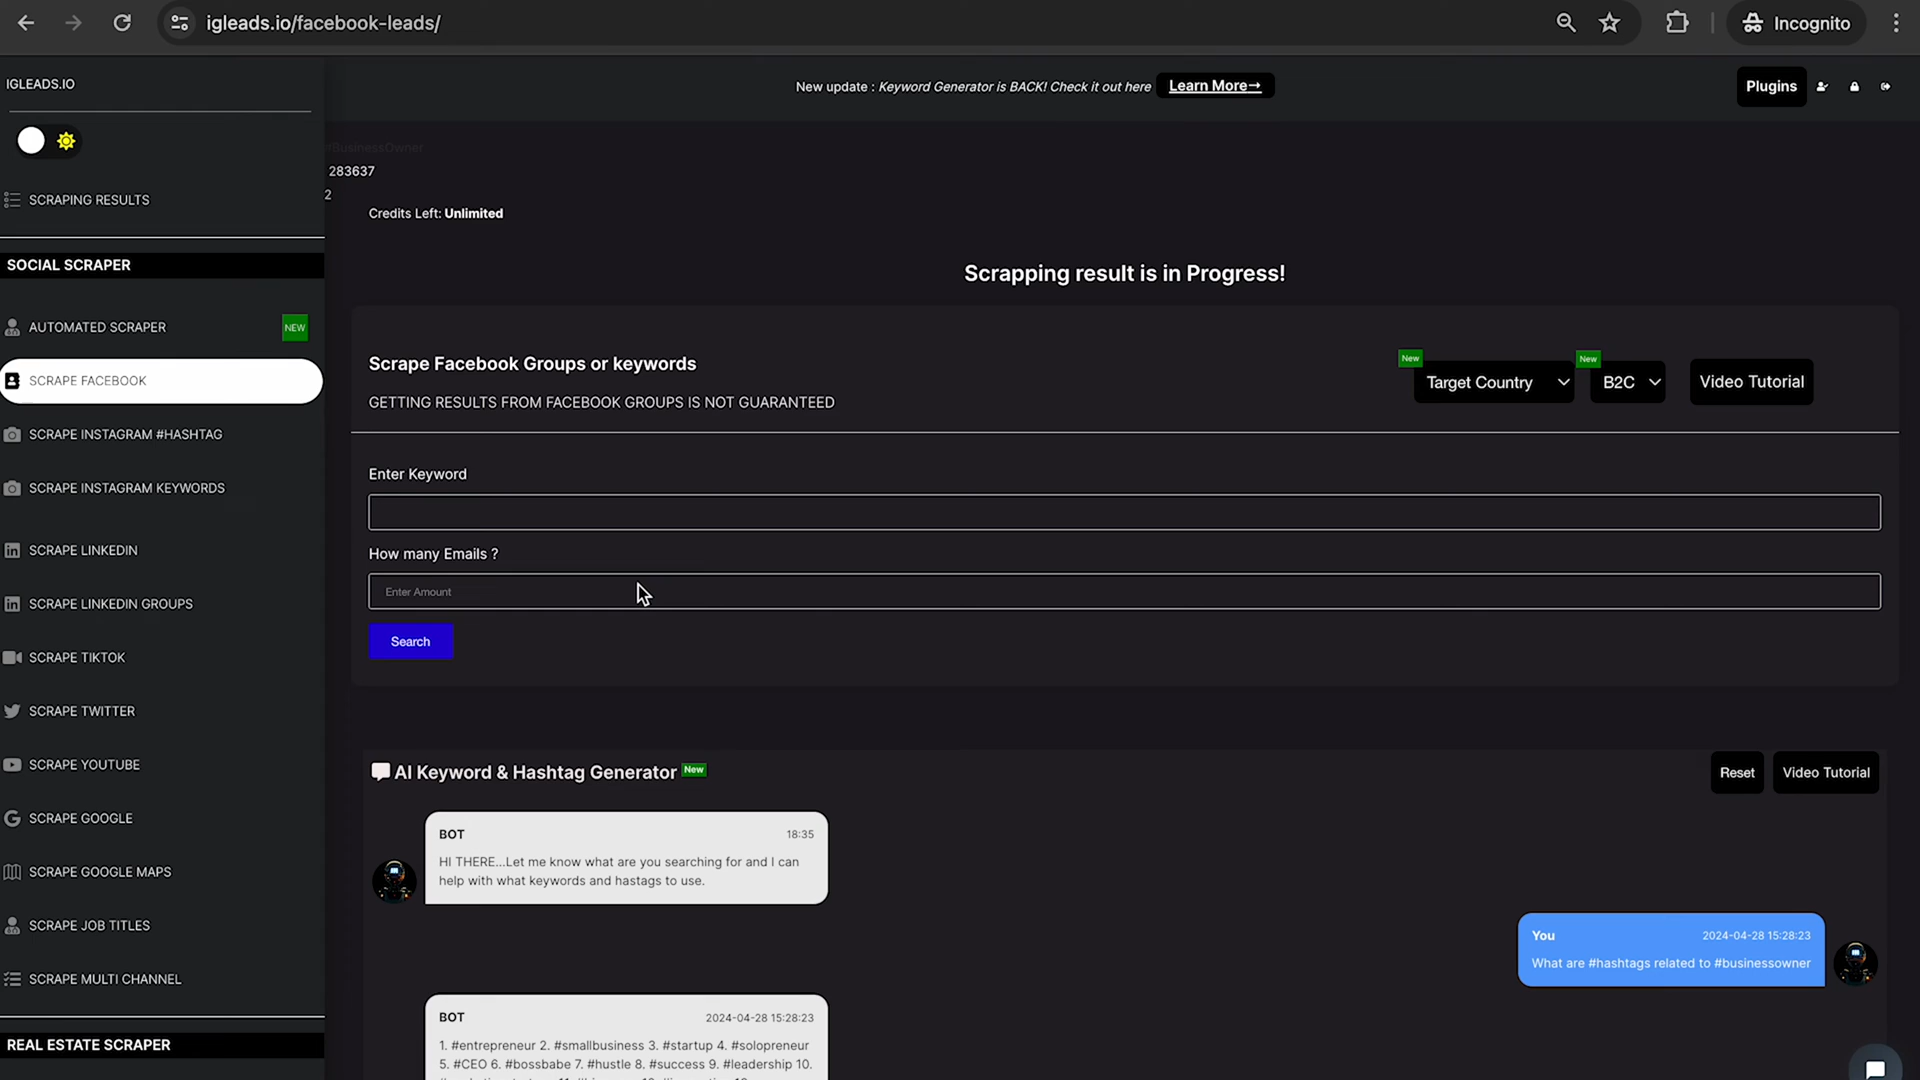 igleads.io/facebook-leads/
Incognito
IGLEADS.IO
New update : Keyword Generator is BACK! Check it out here Learn More→
Plugins
#BusinessOwner
283637
2
SCRAPING RESULTS
Credits Left: Unlimited
SOCIAL SCRAPER
Scrapping result is in Progress!
AUTOMATED SCRAPER NEW
SCRAPE FACEBOOK
SCRAPE INSTAGRAM #HASHTAG
SCRAPE INSTAGRAM KEYWORDS
SCRAPE LINKEDIN
SCRAPE LINKEDIN GROUPS
SCRAPE TIKTOK
SCRAPE TWITTER
SCRAPE YOUTUBE
SCRAPE GOOGLE
SCRAPE GOOGLE MAPS
SCRAPE JOB TITLES
SCRAPE MULTI CHANNEL
REAL ESTATE SCRAPER
Scrape Facebook Groups or keywords
GETTING RESULTS FROM FACEBOOK GROUPS IS NOT GUARANTEED
New
Target Country
New
B2C
Video Tutorial
Enter Keyword
How many Emails ?
Enter Amount
Search
AI Keyword & Hashtag Generator New
Reset
Video Tutorial
BOT 18:35
HI THERE...Let me know what are you searching for and I can
help with what keywords and hastags to use.
You 2024-04-28 15:28:23
What are #hashtags related to #businessowner
BOT 2024-04-28 15:28:23
1. #entrepreneur 2. #smallbusiness 3. #startup 4. #solopreneur
5. #CEO 6. #bossbabe 7. #hustle 8. #success 9. #leadership 10.